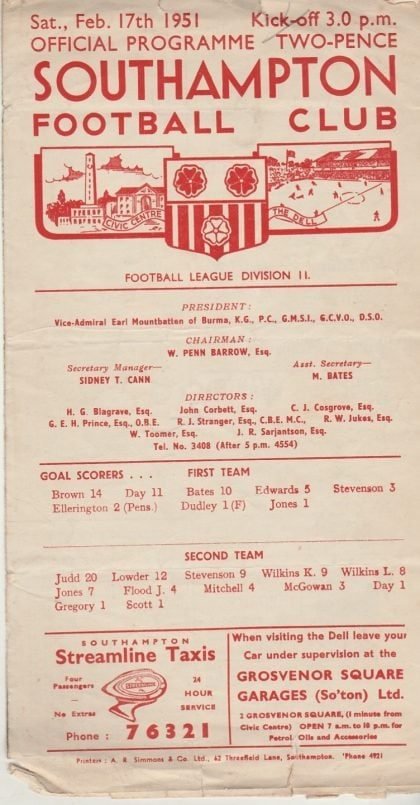 Sat., Feb. 17th 1951 Kick-off 3.0 p.m.
OFFICIAL PROGRAMME TWO-PENCE
SOUTHAMPTON
FOOTBALL CLUB
CIVIC CENTRE THE DELL
FOOTBALL LEAGUE DIVISION II.
PRESIDENT:
Vice-Admiral Earl Mountbatten of Burma, K.G., P.C., G.M.S.I., G.C.V.O., D.S.O.
CHAIRMAN:
W. PENN BARROW, Esq.
Secretary Manager— Asst. Secretary—
SIDNEY T. CANN M. BATES
DIRECTORS:
H. G. Blagrave, Esq. John Corbett, Esq. C. J. Cosgrove, Esq.
G. E. H. Prince, Esq., O.B.E. R. J. Stranger, Esq., C.B.E. M.C., R. W. Jukes, Esq.
W. Toomer, Esq. J. R. Sarjantson, Esq.
Tel. No. 3408 (After 5 p.m. 4554)
GOAL SCORERS . . . FIRST TEAM
Brown 14 Day 11 Bates 10 Edwards 5 Stevenson 3
Ellerington 2 (Pens.) Dudley 1 (F) Jones 1
SECOND TEAM
Judd 20 Lowder 12 Stevenson 9 Wilkins K. 9 Wilkins L. 8
Jones 7 Flood J. 4 Mitchell 4 McGowan 3 Day 1
Gregory 1 Scott 1
SOUTHAMPTON
Streamline Taxis
Four
Passengers
—
No Extras
24
HOUR
SERVICE
Phone : 76321
When visiting the Dell leave your
Car under supervision at the
GROSVENOR SQUARE
GARAGES (So'ton) Ltd.
2 GROSVENOR SQUARE, (1 minute from
Civic Centre) OPEN 7 a.m. to 10 p.m. for
Petrol Oils and Accessories
Printers : A. R. Simmons & Co. Ltd., 62 Threefield Lane, Southampton. 'Phone 4921